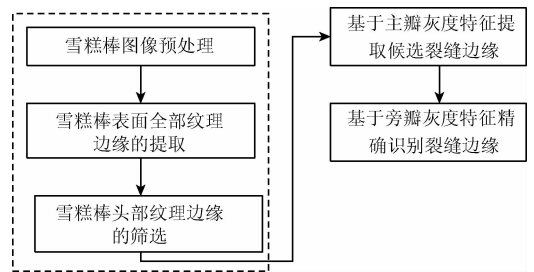 雪糕棒图像预处理
雪糕棒表面全部纹理
边缘的提取
雪糕棒头部纹理边缘
的筛选
基于主瓣灰度特征提
取候选裂缝边缘
基于旁瓣灰度特征精
确识别裂缝边缘